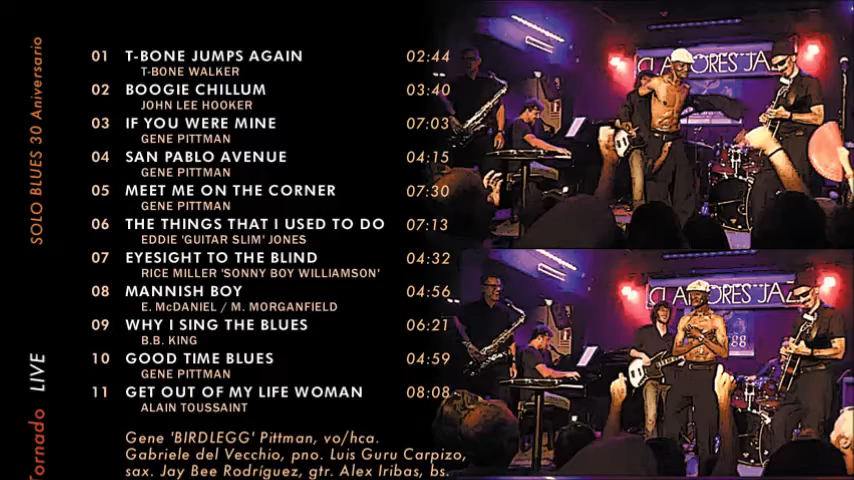 SOLO BLUES 30 Aniversario
Tornado LIVE
01 T-BONE JUMPS AGAIN 02:44
T-BONE WALKER
02 BOOGIE CHILLUM 03:40
JOHN LEE HOOKER
03 IF YOU WERE MINE 07:03
GENE PITTMAN
04 SAN PABLO AVENUE 04:15
GENE PITTMAN
05 MEET ME ON THE CORNER 07:30
GENE PITTMAN
06 THE THINGS THAT I USED TO DO 07:13
EDDIE 'GUITAR SLIM' JONES
07 EYESIGHT TO THE BLIND 04:32
RICE MILLER 'SONNY BOY WILLIAMSON'
08 MANNISH BOY 04:56
E. McDANIEL / M. MORGANFIELD
09 WHY I SING THE BLUES 06:21
B.B. KING
10 GOOD TIME BLUES 04:59
GENE PITTMAN
11 GET OUT OF MY LIFE WOMAN 08:08
ALAIN TOUSSAINT
Gene 'BIRDLEGG' Pittman, vo/hca.
Gabriele del Vecchio, pno. Luis Guru Carpizo,
sax. Jay Bee Rodríguez, gtr. Alex Iribas, bs.
CLAMORES JAZZ
CLAMORES JAZZ